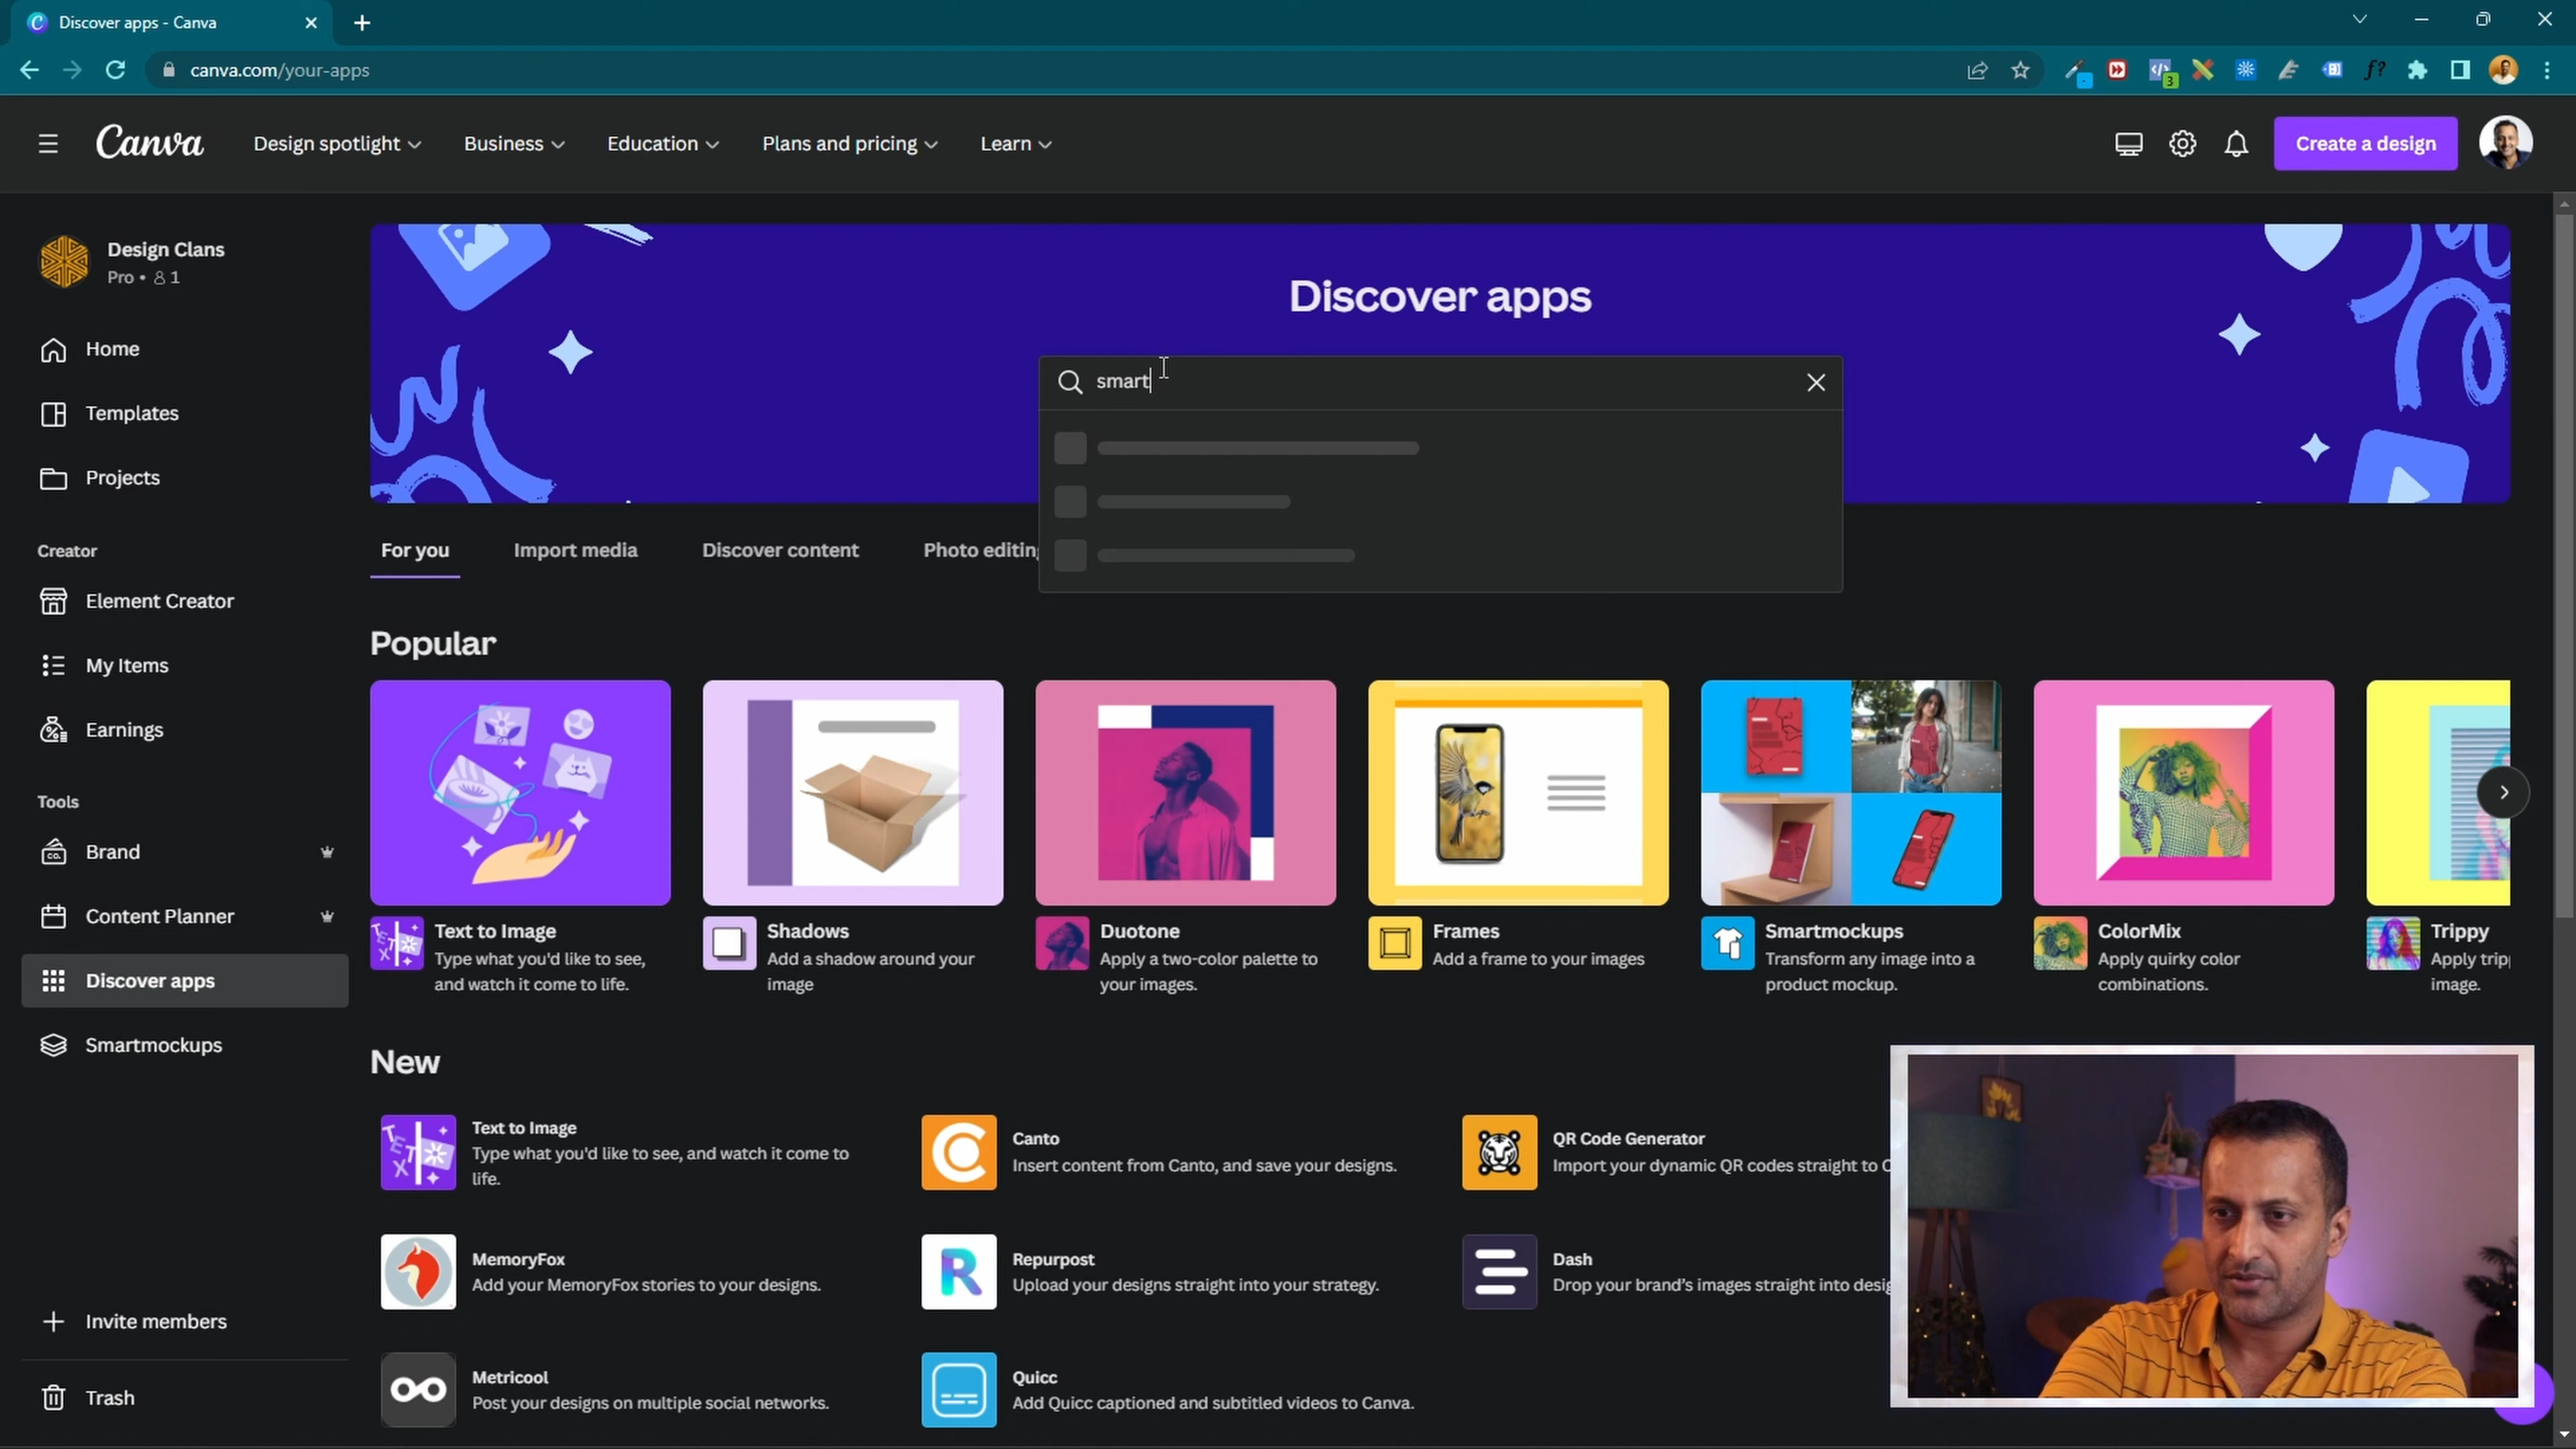 Discover apps - Canva
canva.com/your-apps
3
f?
Canva
Design spotlight
Business
Education
Plans and pricing
Learn
Create a design
Design Clans
Pro • 1
Home
Templates
Projects
Creator
Element Creator
My Items
Earnings
Tools
Brand
Content Planner
Discover apps
Smartmockups
Invite members
Trash
Discover apps
smart
For you
Import media
Discover content
Photo editing
Popular
Text to Image
Type what you'd like to see,
and watch it come to life.
Shadows
Add a shadow around your
image
Duotone
Apply a two-color palette to
your images.
Frames
Add a frame to your images
Smartmockups
Transform any image into a
product mockup.
ColorMix
Apply quirky color
combinations.
Trippy
Apply
image.
New
Text to Image
Type what you'd like to see, and watch it come to
life.
Canto
Insert content from Canto, and save your designs.
QR Code Generator
Import your dynamic QR codes straight to
MemoryFox
Add your MemoryFox stories to your designs.
Repurpost
Upload your designs straight into your strategy.
Dash
Drop your brand's images straight into
Metricool
Post your designs on multiple social networks.
Quicc
Add Quicc captioned and subtitled videos to Canva.